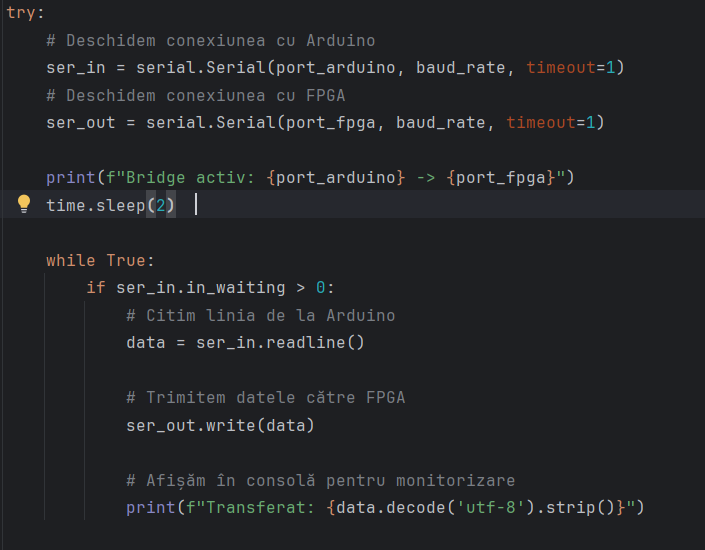 try:
# Deschidem conexiunea cu Arduino
ser_in = serial.Serial(port_arduino, baud_rate, timeout=1)
# Deschidem conexiunea cu FPGA
ser_out = serial.Serial(port_fpga, baud_rate, timeout=1)
print(f"Bridge activ: {port_arduino} -> {port_fpga}")
time.sleep(2)
while True:
if ser_in.in_waiting > 0:
# Citim linia de la Arduino
data = ser_in.readline()
# Trimitem datele către FPGA
ser_out.write(data)
# Afișăm în consolă pentru monitorizare
print(f"Transferat: {data.decode('utf-8').strip()}")